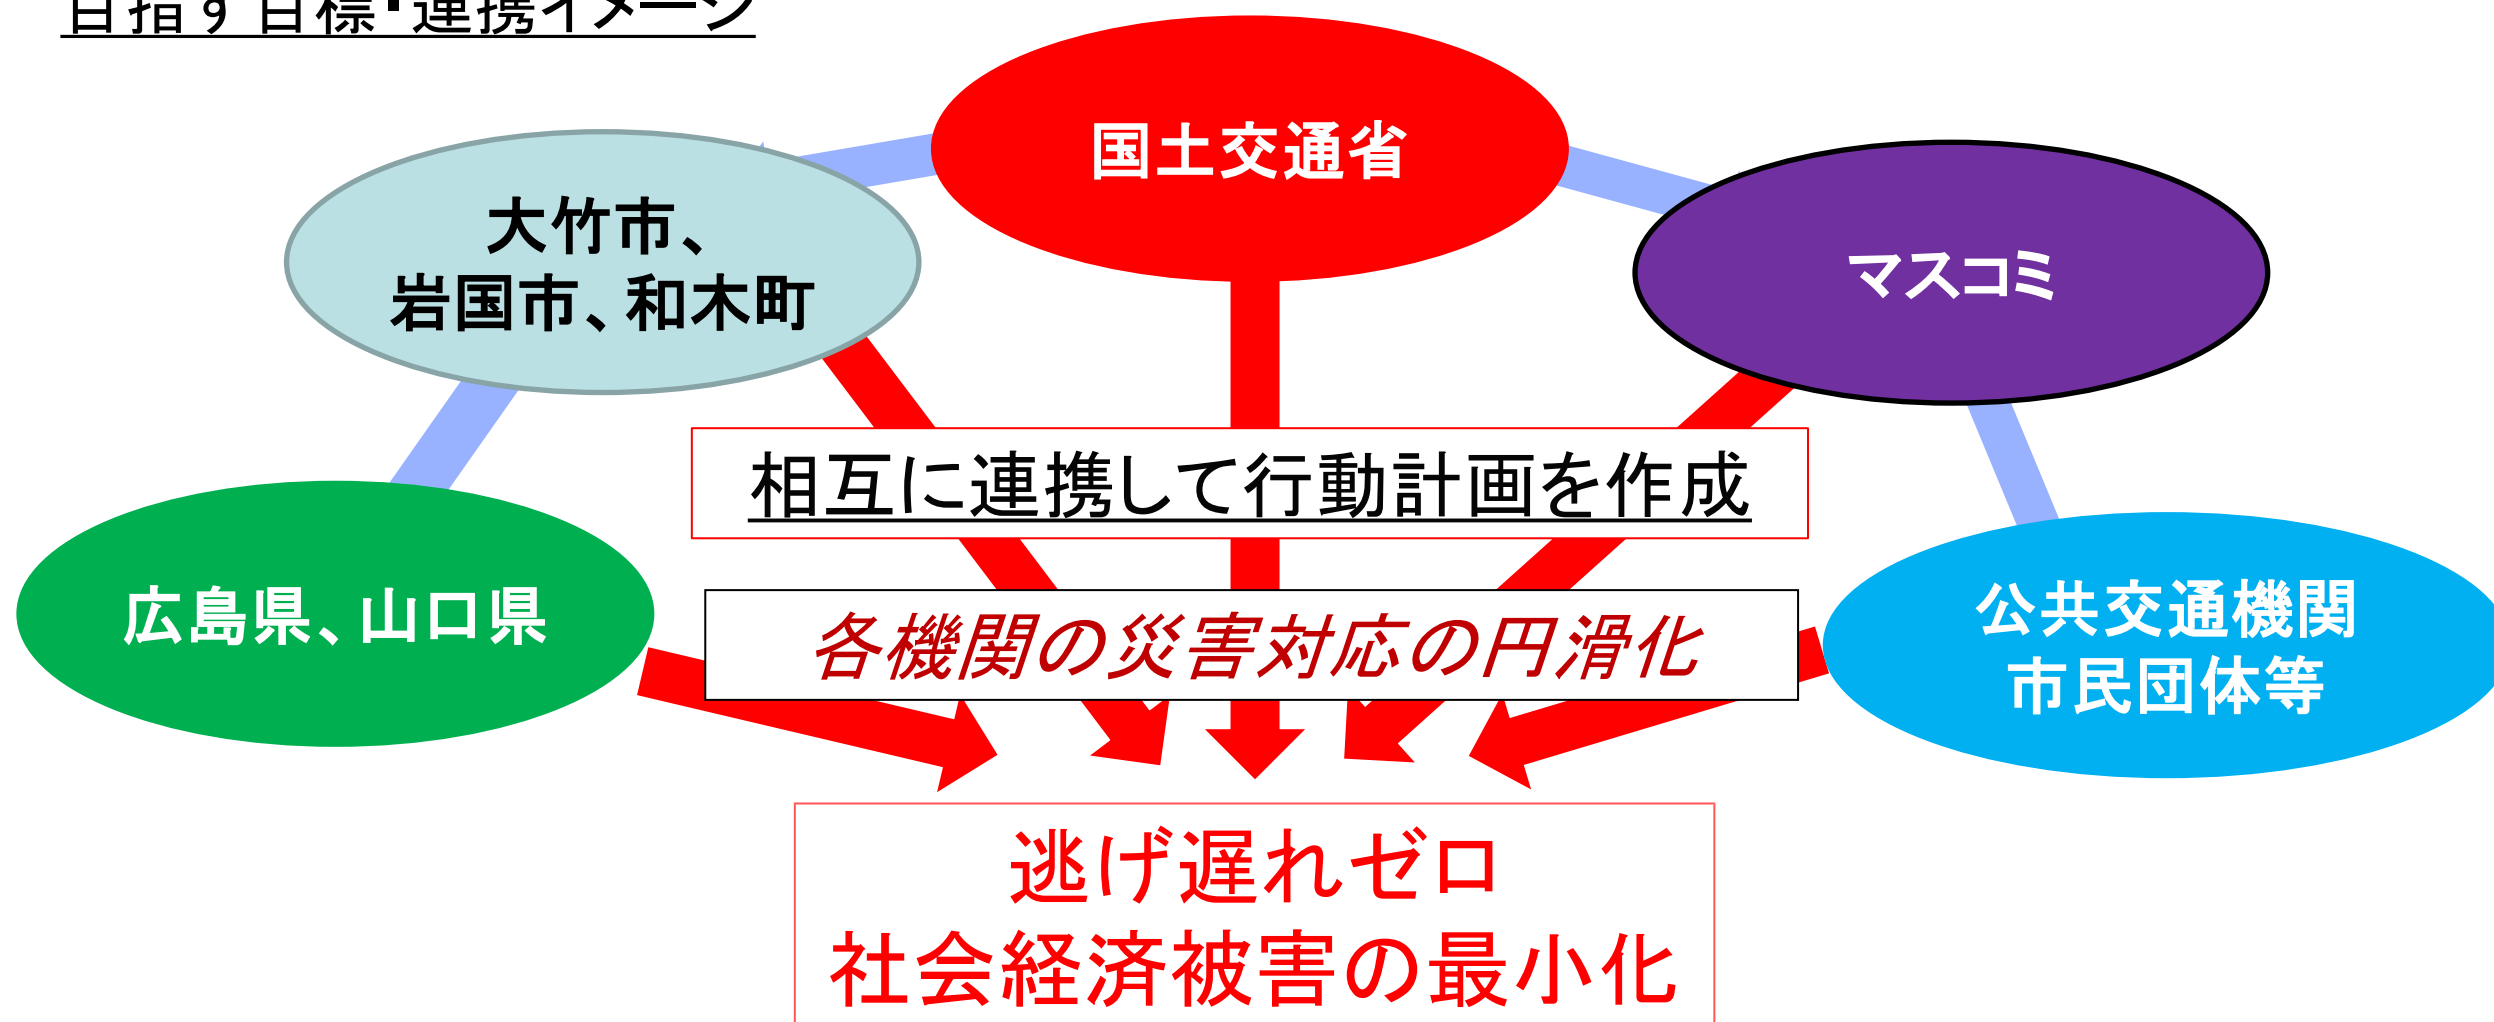 国土交通省
大竹市、
岩国市、和木町
マスコミ
相互に連携して行動計画を作成
広島県、山口県
公共交通機関
市民団体等
各機関の災害対応の円滑化
逃げ遅れゼロ
社会経済被害の最小化